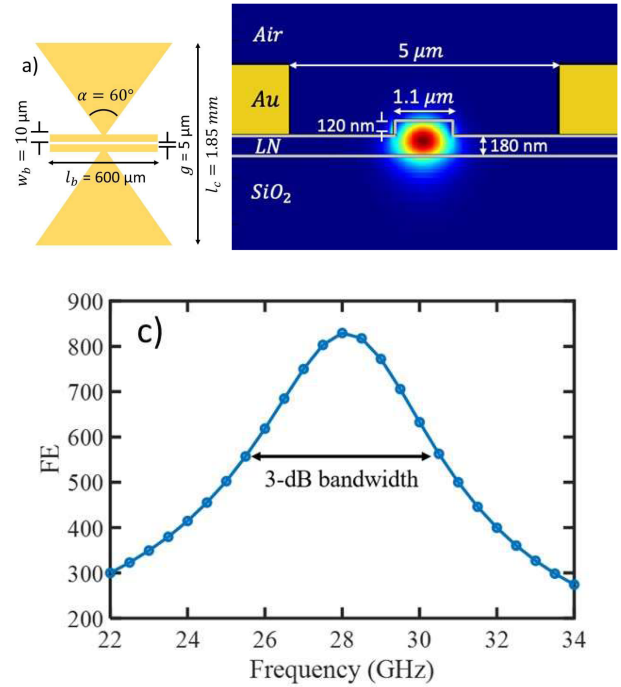 a)
α = 60°
w_b = 10 μm
l_b = 600 μm
g = 5 μm
l_c = 1.85 mm
Air
5 μm
Au
1.1 μm
120 nm
LN
180 nm
SiO₂
c)
900
800
700
600
500
400
300
200
FE
3-dB bandwidth
22 24 26 28 30 32 34
Frequency (GHz)